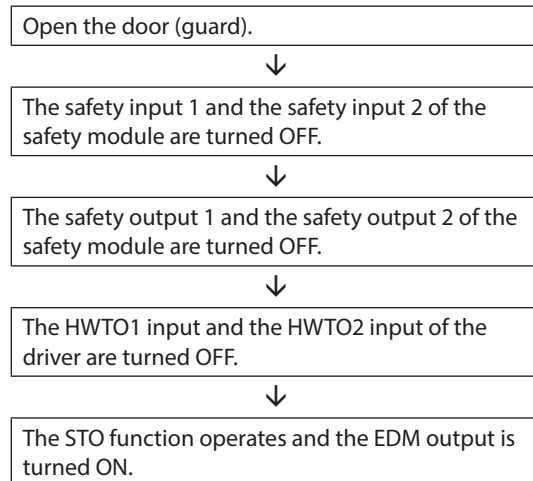 Open the door (guard).
The safety input 1 and the safety input 2 of the
safety module are turned OFF.
The safety output 1 and the safety output 2 of the
safety module are turned OFF.
The HWTO1 input and the HWTO2 input of the
driver are turned OFF.
The STO function operates and the EDM output is
turned ON.